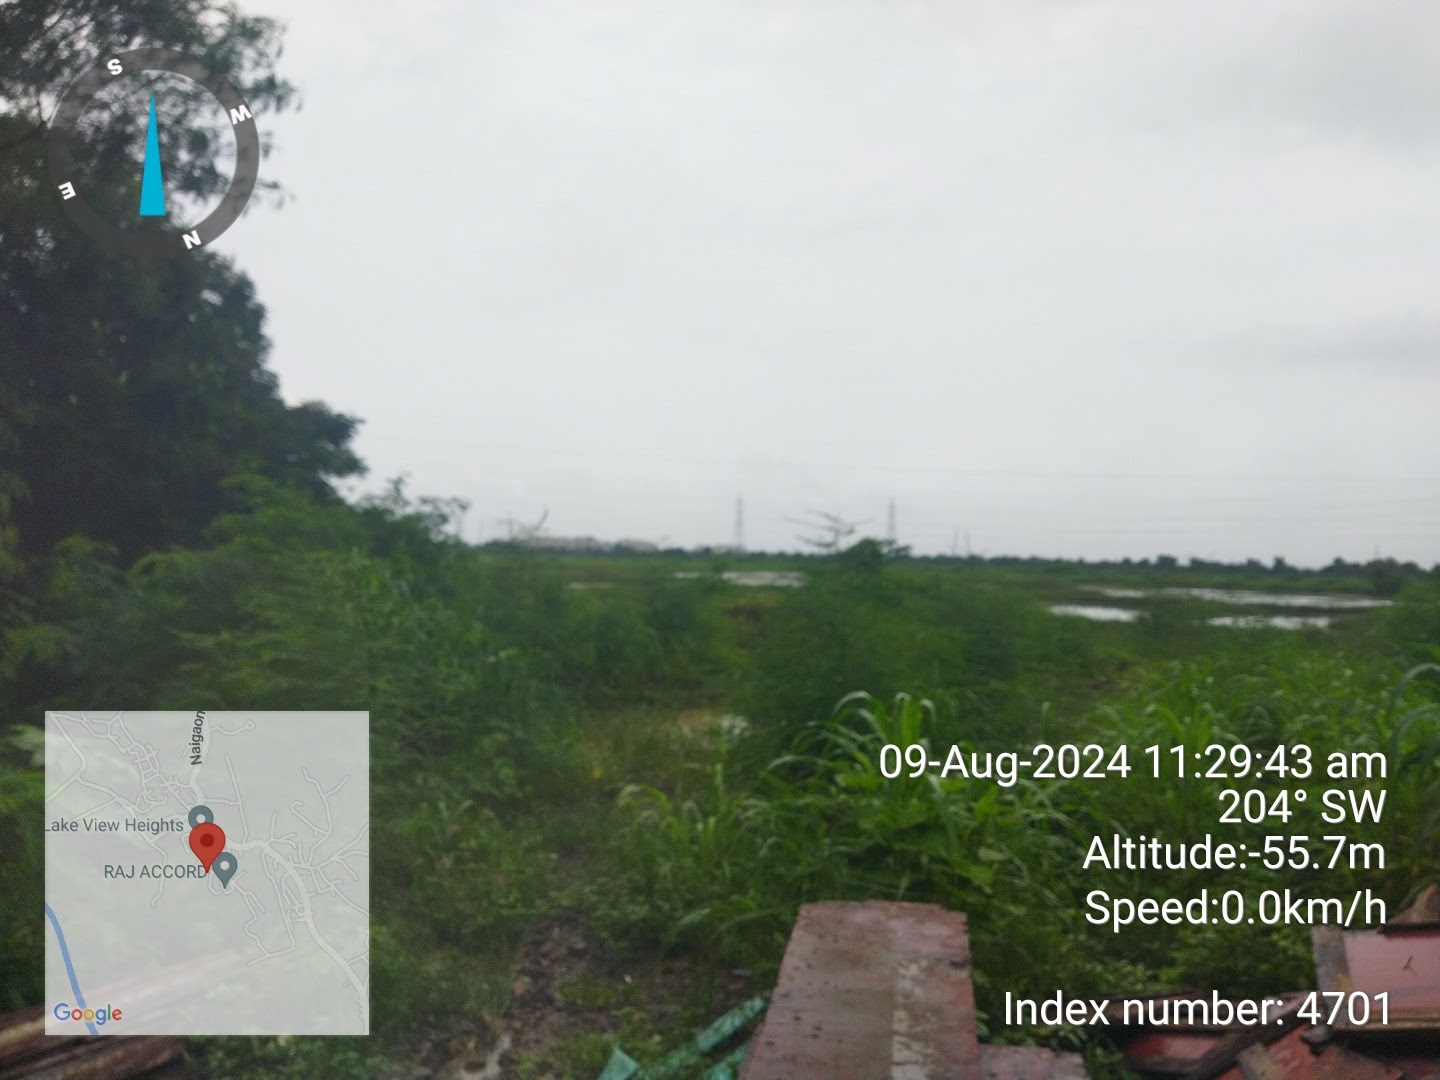 S
W
E
N
Naigaon
Lake View Heights
RAJ ACCORD
Google
09-Aug-2024 11:29:43 am
204° SW
Altitude:-55.7m
Speed:0.0km/h
Index number: 4701